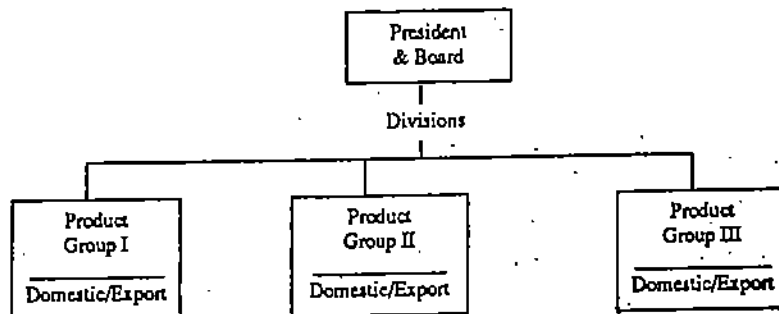 President
& Board
Divisions
Product
Group I
Domestic/Export
Product
Group II
Domestic/Export
Product
Group III
Domestic/Export